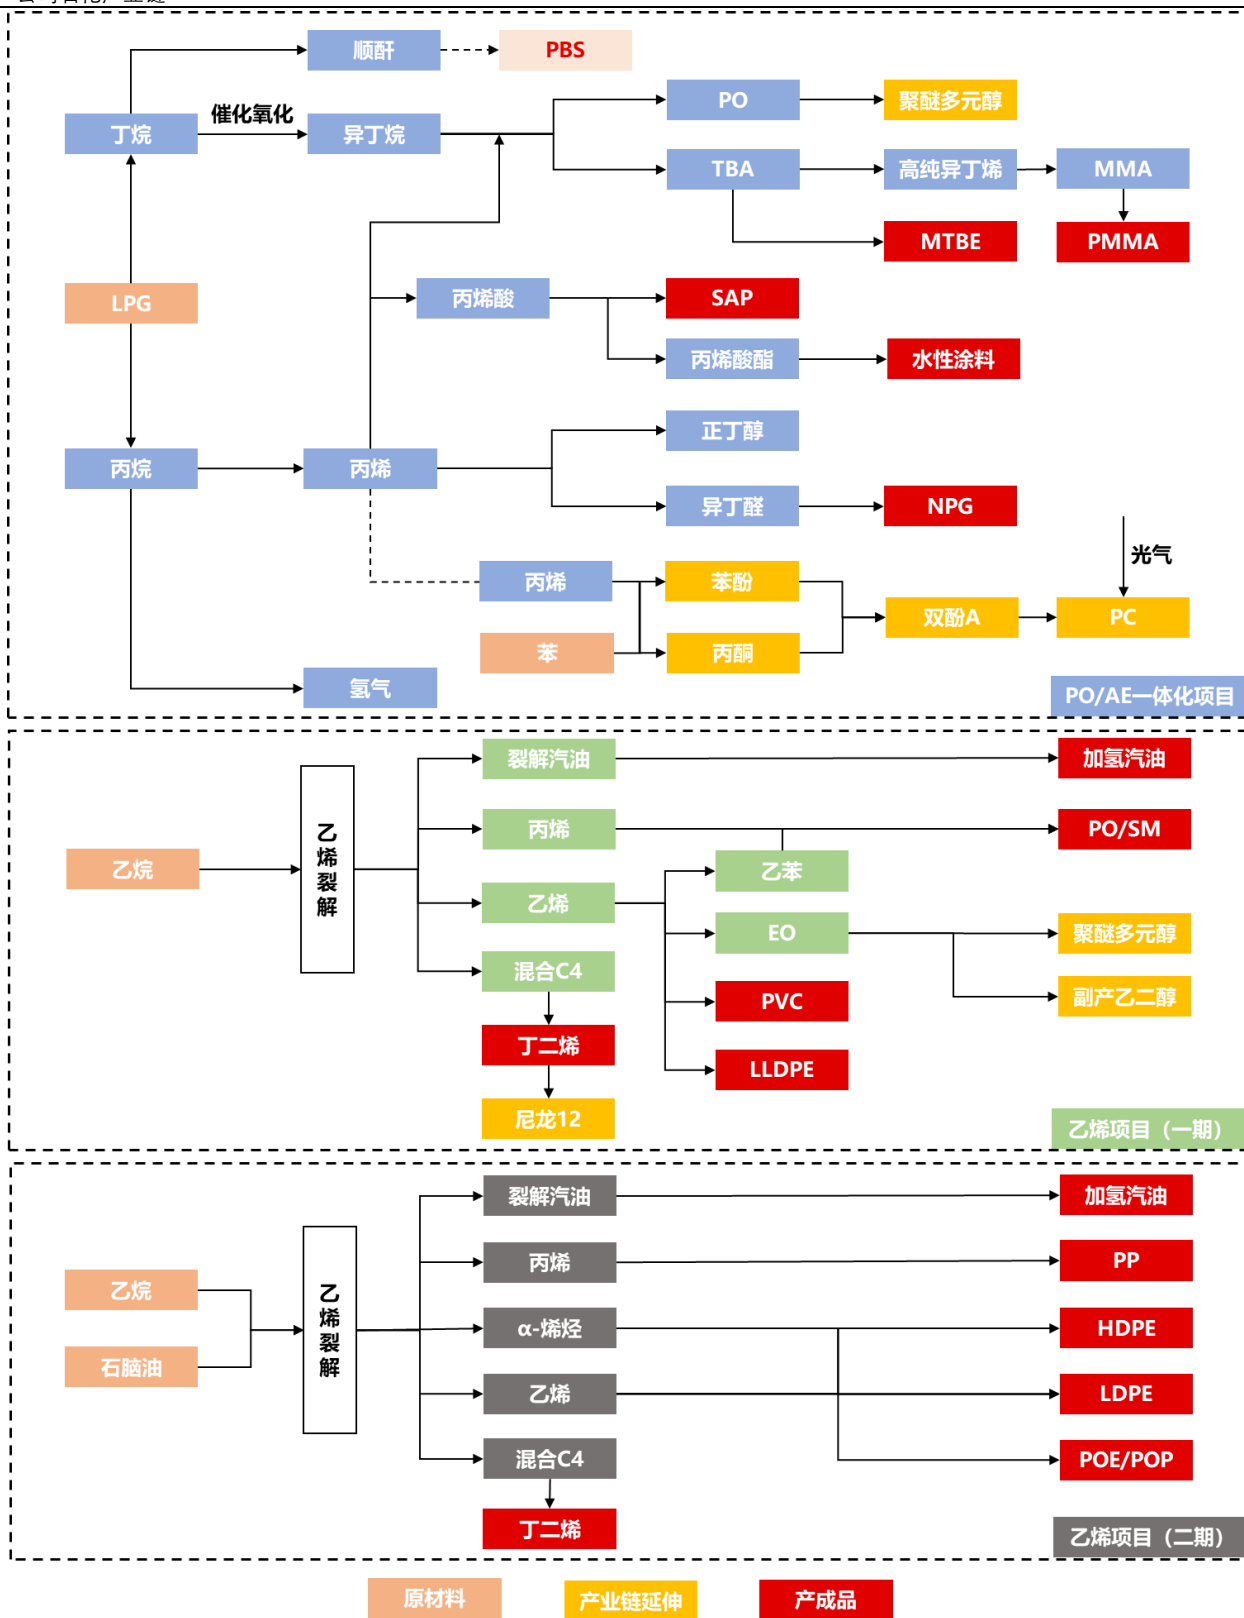 公司石化产业链
顺酐
PBS
催化氧化
丁烷
异丁烷
PO
聚醚多元醇
TBA
高纯异丁烯
MMA
MTBE
PMMA
LPG
丙烯酸
SAP
丙烯酸酯
水性涂料
正丁醇
丙烷
丙烯
异丁醛
NPG
光气
丙烯
苯酚
双酚A
PC
苯
丙酮
氢气
PO/AE一体化项目
裂解汽油
加氢汽油
丙烯
PO/SM
乙烷
乙烯裂解
乙苯
乙烯
EO
聚醚多元醇
混合C4
PVC
副产乙二醇
丁二烯
LLDPE
尼龙12
乙烯项目（一期）
裂解汽油
加氢汽油
丙烯
PP
乙烷
乙烯裂解
α-烯烃
HDPE
石脑油
乙烯
LDPE
混合C4
POE/POP
丁二烯
乙烯项目（二期）
原材料
产业链延伸
产成品